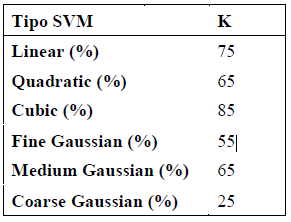 Tipo SVM K
Linear (%) 75
Quadratic (%) 65
Cubic (%) 85
Fine Gaussian (%) 55
Medium Gaussian (%) 65
Coarse Gaussian (%) 25